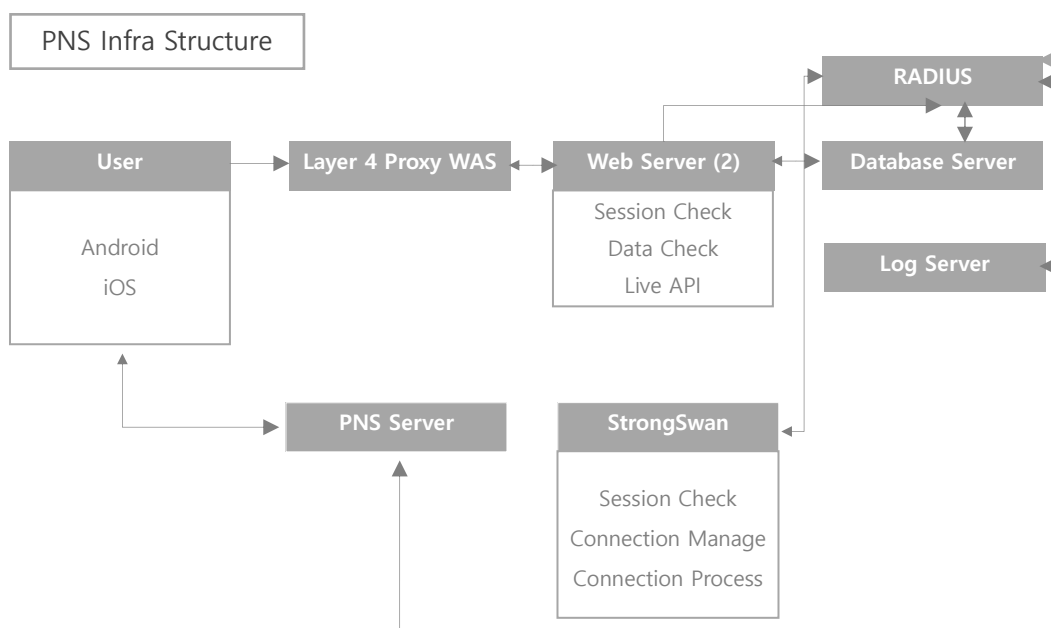 PNS Infra Structure
RADIUS
User
Layer 4 Proxy WAS
Web Server (2)
Database Server
Session Check
Data Check
Live API
Android
iOS
Log Server
PNS Server
StrongSwan
Session Check
Connection Manage
Connection Process